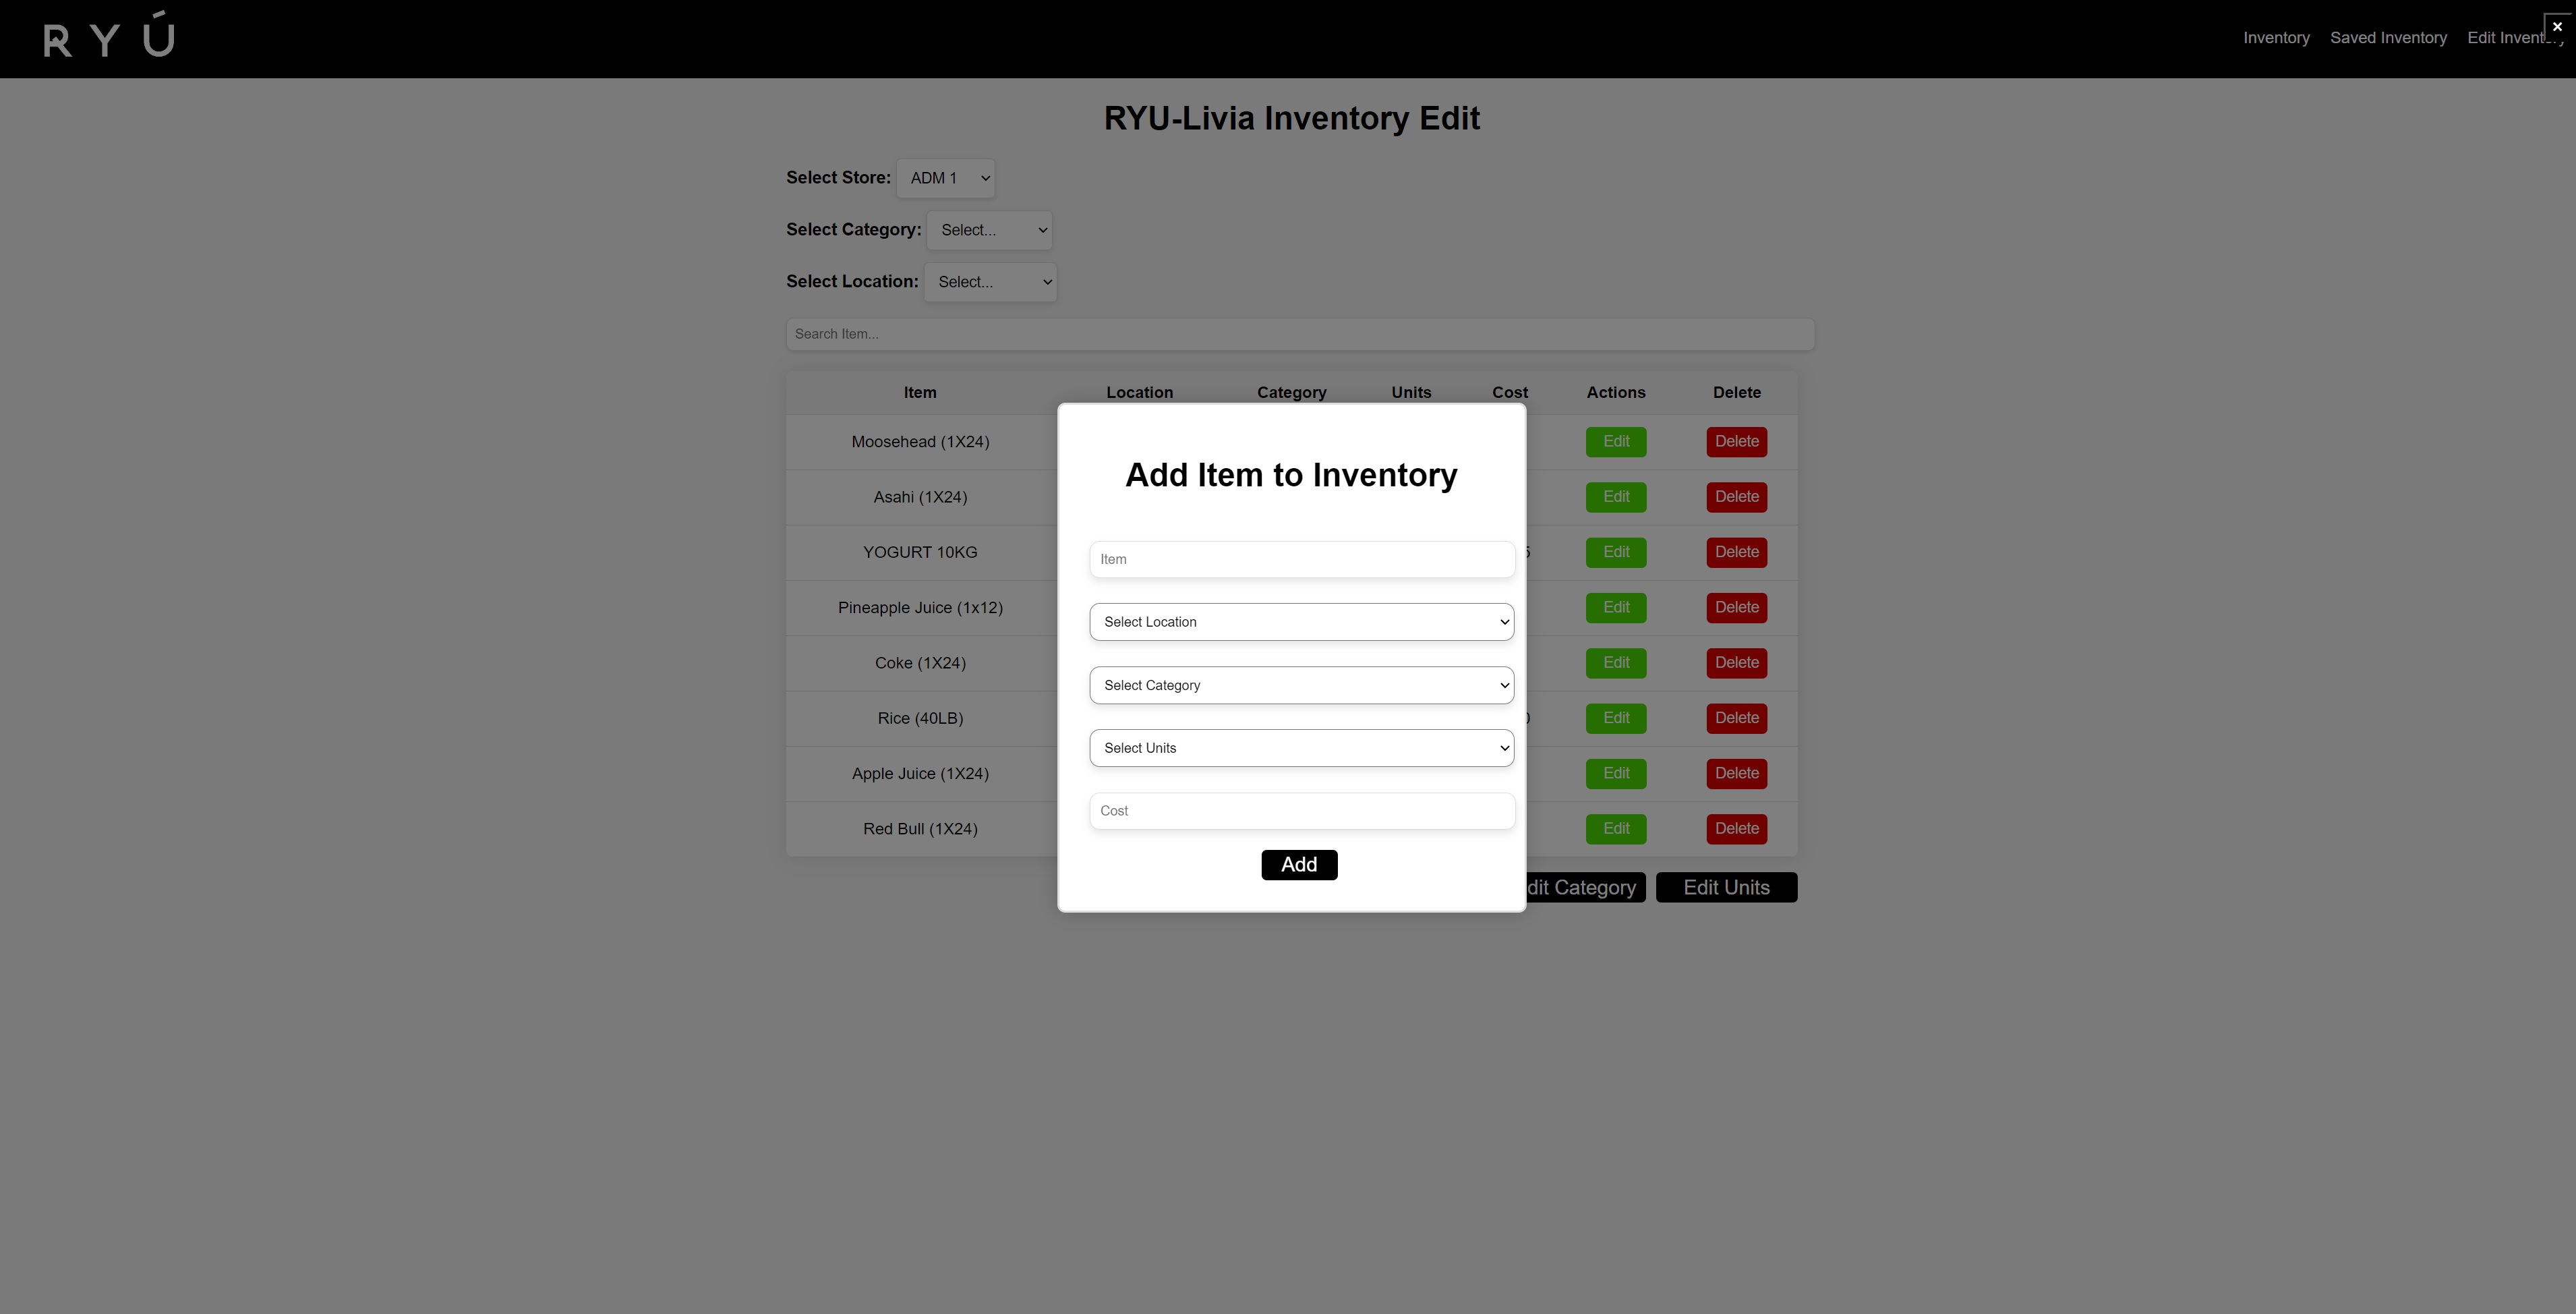 RYÚ
Inventory Saved Inventory Edit
×
RYU-Livia Inventory Edit
Select Store: ADM 1
Select Category: Select...
Select Location: Select...
Search Item...
Item Location Category Units Cost Actions Delete
Moosehead (1X24) Edit Delete
Asahi (1X24) Edit Delete
YOGURT 10KG Edit Delete
Pineapple Juice (1x12) Edit Delete
Coke (1X24) Edit Delete
Rice (40LB) Edit Delete
Apple Juice (1X24) Edit Delete
Red Bull (1X24) Edit Delete
Add Item to Inventory
Item
Select Location
Select Category
Select Units
Cost
Add
dit Category Edit Units